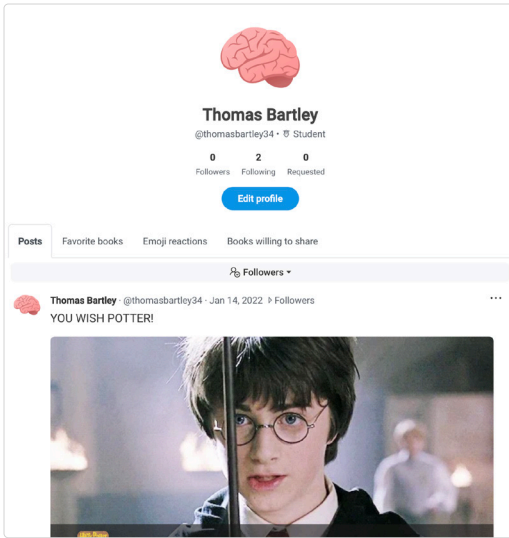 Thomas Bartley
@thomasbartley34 • Student
0 2 0
Followers Following Requested
Edit profile
Posts Favorite books Emoji reactions Books willing to share
Followers
Thomas Bartley · @thomasbartley34 · Jan 14, 2022 Followers
YOU WISH POTTER!